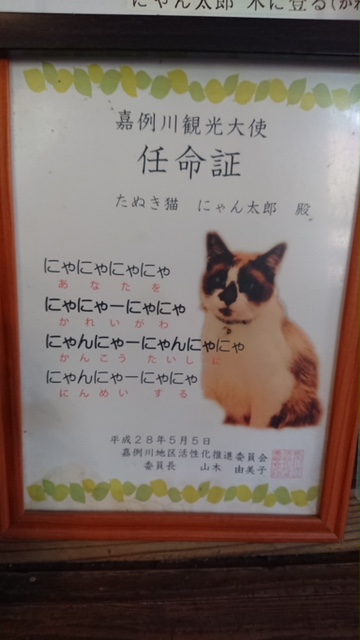 にゃん太郎 木に登る(かれ
嘉例川観光大使
任命証
たぬき猫 にゃん太郎 殿
にゃにゃにゃにゃ
あなたを
にゃにゃーにゃにゃ
かれいがわ
にゃんにゃーにゃんにゃにゃ
かんこう たいし に
にゃんにゃーにゃにゃ
にんめい する
平成28年5月5日
嘉例川地区活性化推進委員会
委員長 山木 由美子